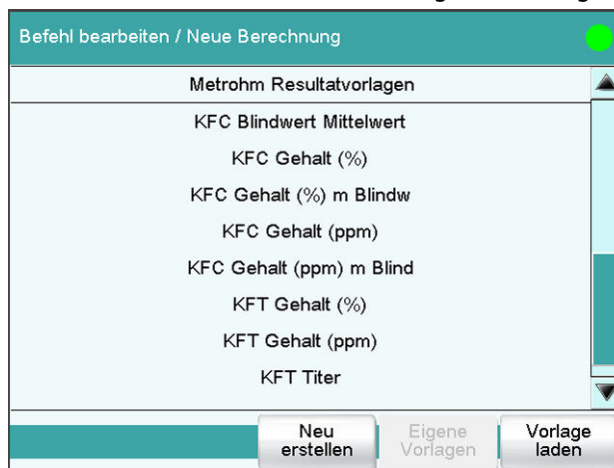 Befehl bearbeiten / Neue Berechnung
Metrohm Resultatvorlagen
KFC Blindwert Mittelwert
KFC Gehalt (%)
KFC Gehalt (%) m Blindw
KFC Gehalt (ppm)
KFC Gehalt (ppm) m Blind
KFT Gehalt (%)
KFT Gehalt (ppm)
KFT Titer
Neu erstellen
Eigene Vorlagen
Vorlage laden